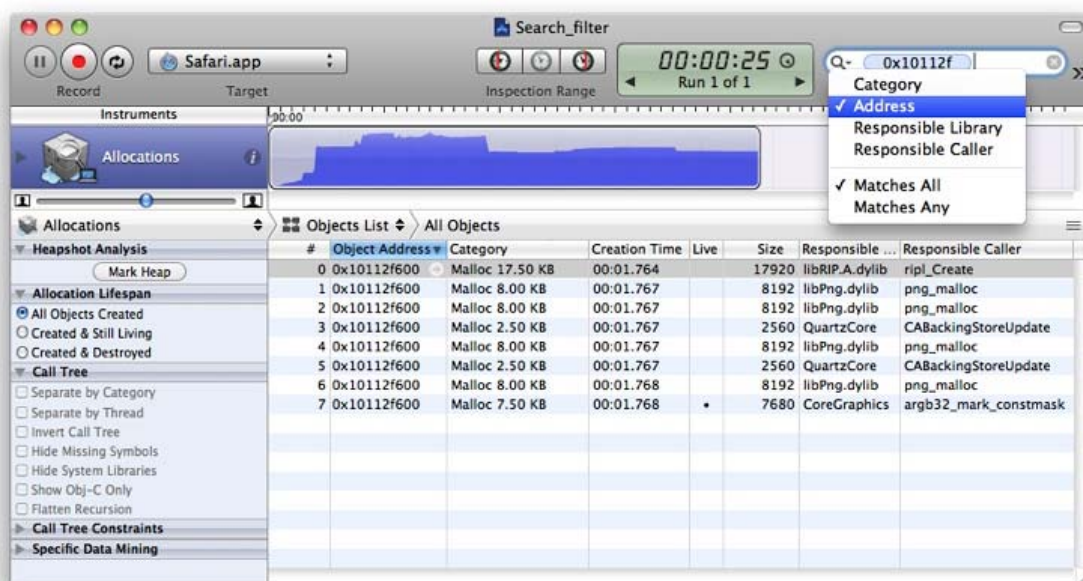 Search_filter
Safari.app
00:00:25
Run 1 of 1
0x10112f
Record
Target
Inspection Range
Category
Address
Responsible Library
Responsible Caller
Matches All
Matches Any
Instruments
00:00
Allocations
Allocations
Objects List
All Objects
# Object Address Category Creation Time Live Size Responsible ... Responsible Caller
Heapshot Analysis
Mark Heap
Allocation Lifespan
All Objects Created
Created & Still Living
Created & Destroyed
Call Tree
Separate by Category
Separate by Thread
Invert Call Tree
Hide Missing Symbols
Hide System Libraries
Show Obj-C Only
Flatten Recursion
Call Tree Constraints
Specific Data Mining
0 0x10112f600 Malloc 17.50 KB 00:01.764 17920 libRIP.A.dylib ripl_Create
1 0x10112f600 Malloc 8.00 KB 00:01.767 8192 libPng.dylib png_malloc
2 0x10112f600 Malloc 8.00 KB 00:01.767 8192 libPng.dylib png_malloc
3 0x10112f600 Malloc 2.50 KB 00:01.767 2560 QuartzCore CABackingStoreUpdate
4 0x10112f600 Malloc 8.00 KB 00:01.767 8192 libPng.dylib png_malloc
5 0x10112f600 Malloc 2.50 KB 00:01.767 2560 QuartzCore CABackingStoreUpdate
6 0x10112f600 Malloc 8.00 KB 00:01.768 8192 libPng.dylib png_malloc
7 0x10112f600 Malloc 7.50 KB 00:01.768 • 7680 CoreGraphics argb32_mark_constmask